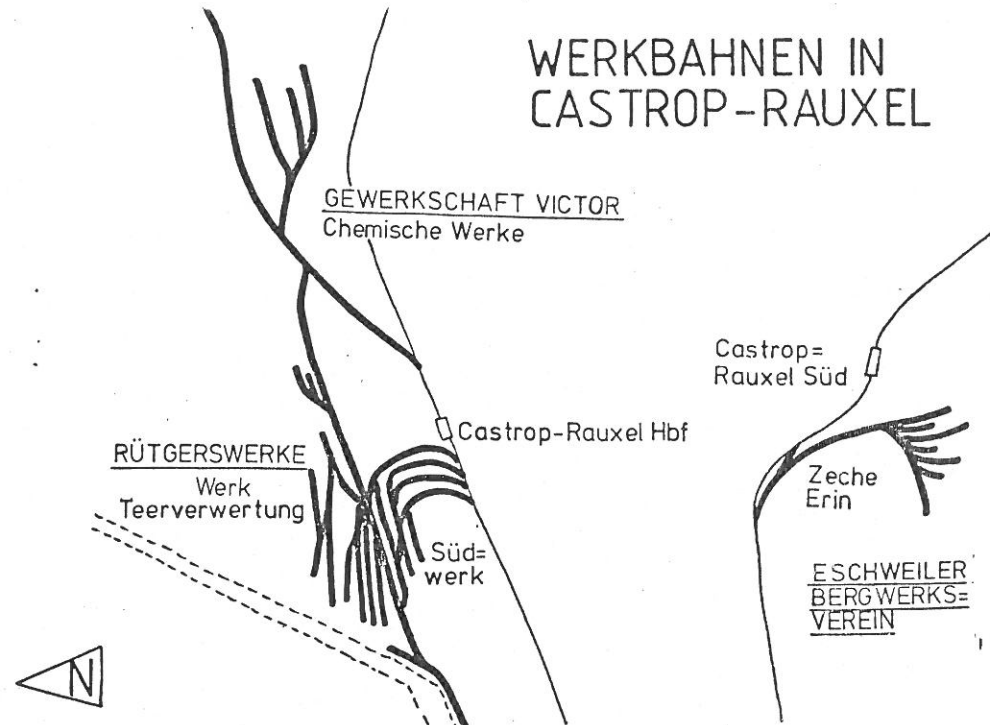 WERKBAHNEN IN
CASTROP-RAUXEL
GEWERKSCHAFT VICTOR
Chemische Werke
Castrop=
Rauxel Süd
Castrop-Rauxel Hbf
RÜTGERSWERKE
Werk
Teerverwertung
Zeche
Erin
Süd=
werk
ESCHWEILER
BERGWERKS=
VEREIN
N